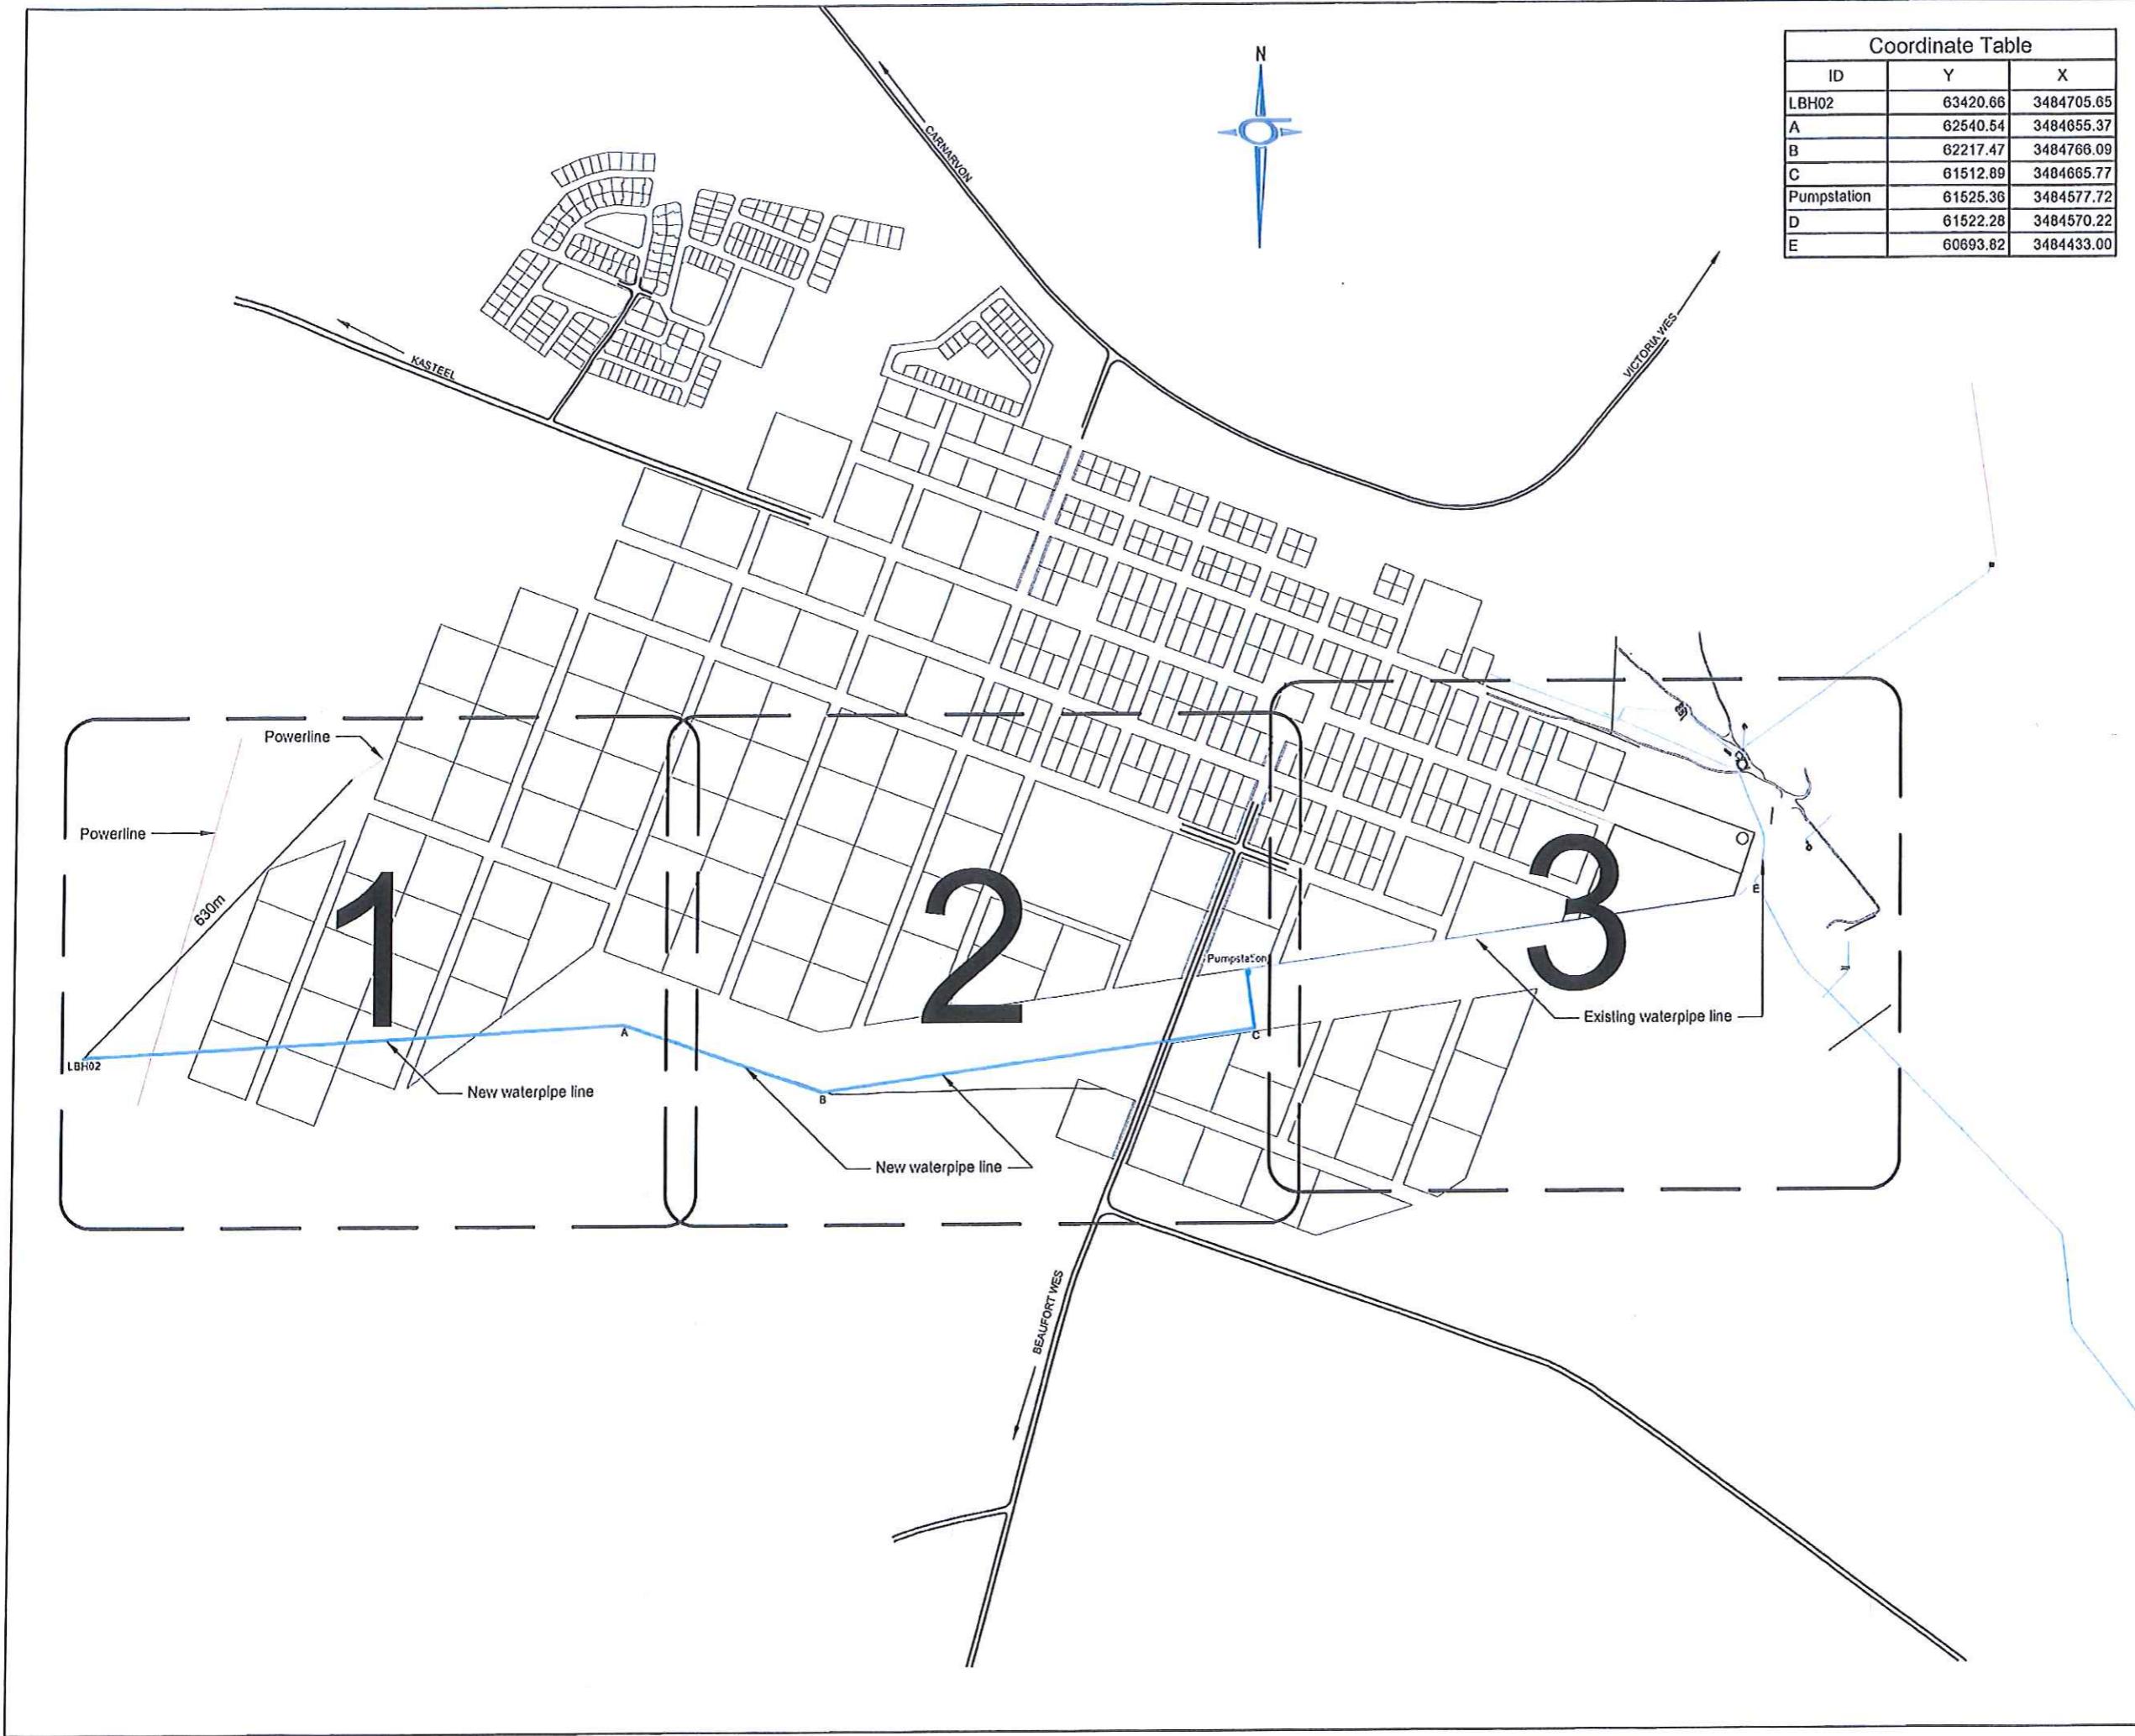 Coordinate Table
ID Y X
LBH02 63420.66 3484705.65
A 62540.54 3484655.37
B 62217.47 3484766.09
C 61512.89 3484665.77
Pumpstation 61525.36 3484577.72
D 61522.28 3484570.22
E 60693.82 3484433.00
N
CARNARVON
VICTORIA WES
KASTEEL
Powerline
Powerline
630m
1
2
3
E
Pumpstation
Existing waterpipe line
A
C
LBH02
New waterpipe line
B
New waterpipe line
BEAUFORT WES